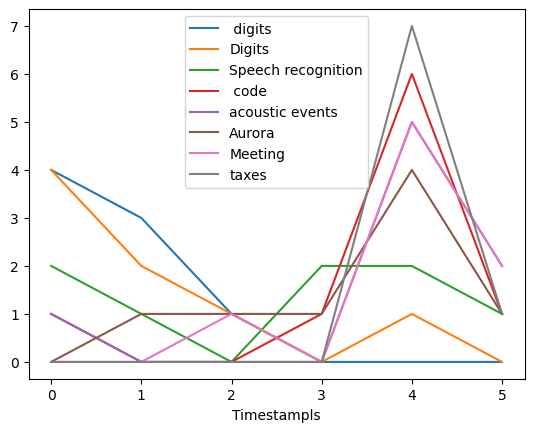 7
6
5
4
3
2
1
0
digits
Digits
Speech recognition
code
acoustic events
Aurora
Meeting
taxes
0 1 2 3 4 5
Timestampls